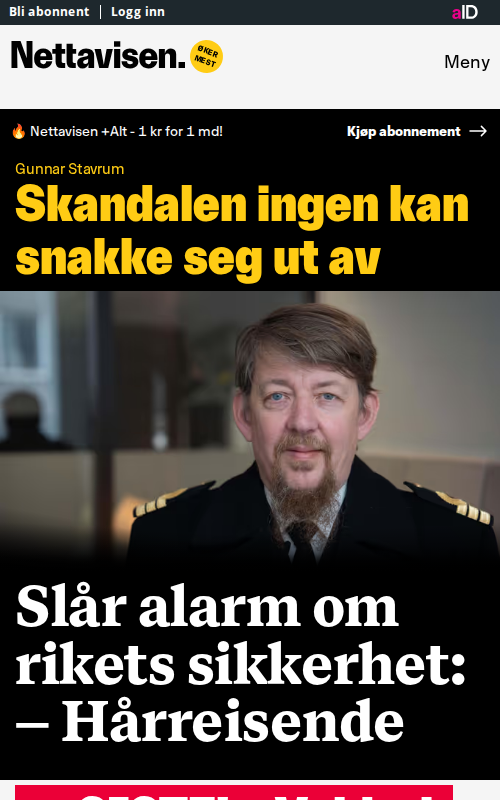 Bli abonnent | Logg inn
aID
Nettavisen.
ØKER
MEST
Meny
🔥 Nettavisen +Alt - 1 kr for 1 md!
Kjøp abonnement →
Gunnar Stavrum
Skandalen ingen kan
snakke seg ut av
Slår alarm om
rikets sikkerhet:
– Hårreisende